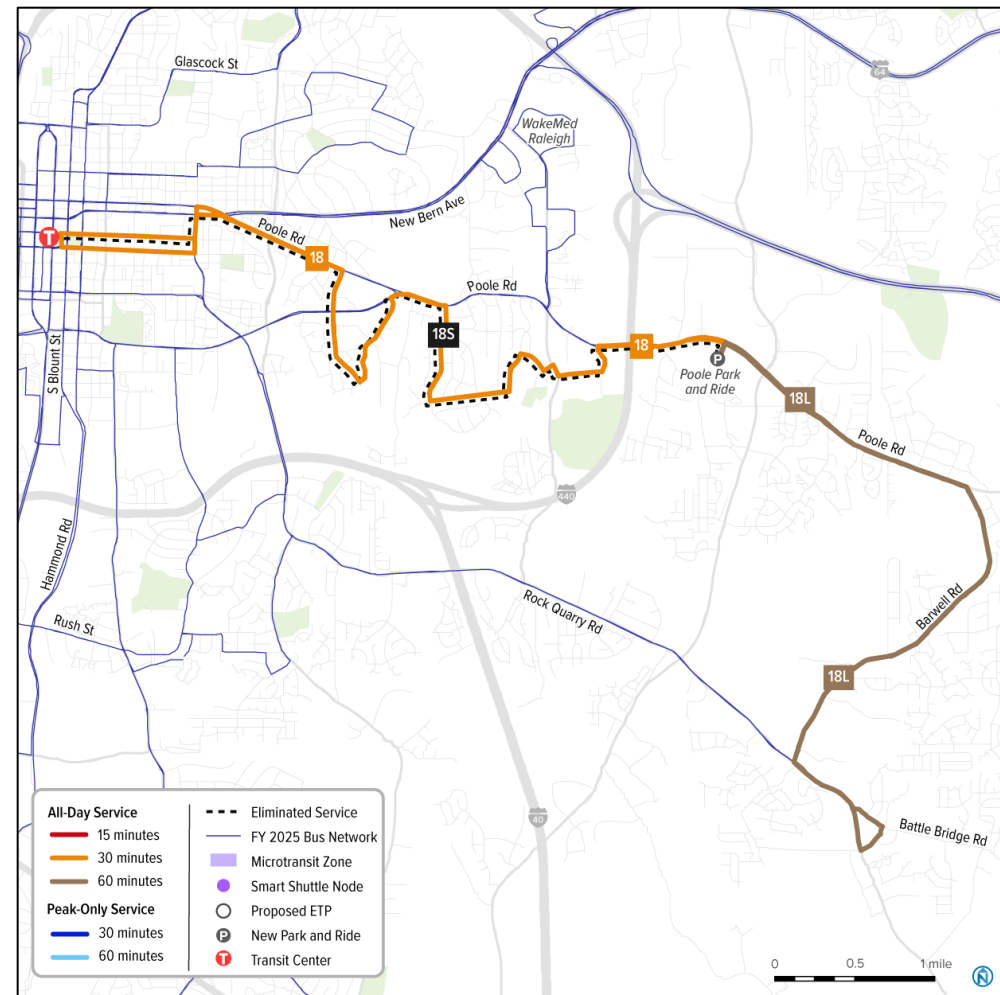 Glascock St
64
WakeMed
Raleigh
New Bern Ave
T
Poole Rd
18
Poole Rd
18S
18
P
Poole Park
and Ride
S Blount St
18L
Poole Rd
440
Hammond Rd
Rock Quarry Rd
Barwell Rd
Rush St
18L
40
Battle Bridge Rd
All-Day Service
15 minutes
30 minutes
60 minutes
Peak-Only Service
30 minutes
60 minutes
Eliminated Service
FY 2025 Bus Network
Microtransit Zone
Smart Shuttle Node
Proposed ETP
P New Park and Ride
T Transit Center
0 0.5 1 mile
N